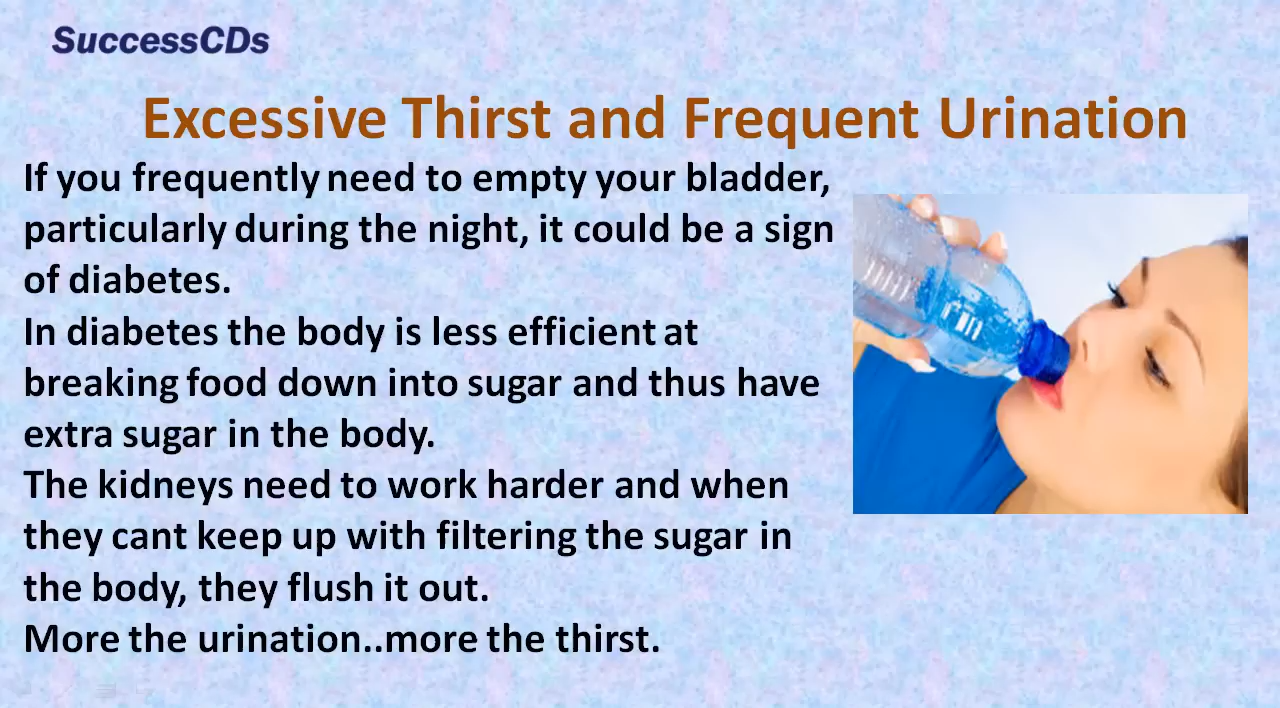 SuccessCDs
Excessive Thirst and Frequent Urination
If you frequently need to empty your bladder,
particularly during the night, it could be a sign
of diabetes.
In diabetes the body is less efficient at
breaking food down into sugar and thus have
extra sugar in the body.
The kidneys need to work harder and when
they cant keep up with filtering the sugar in
the body, they flush it out.
More the urination..more the thirst.